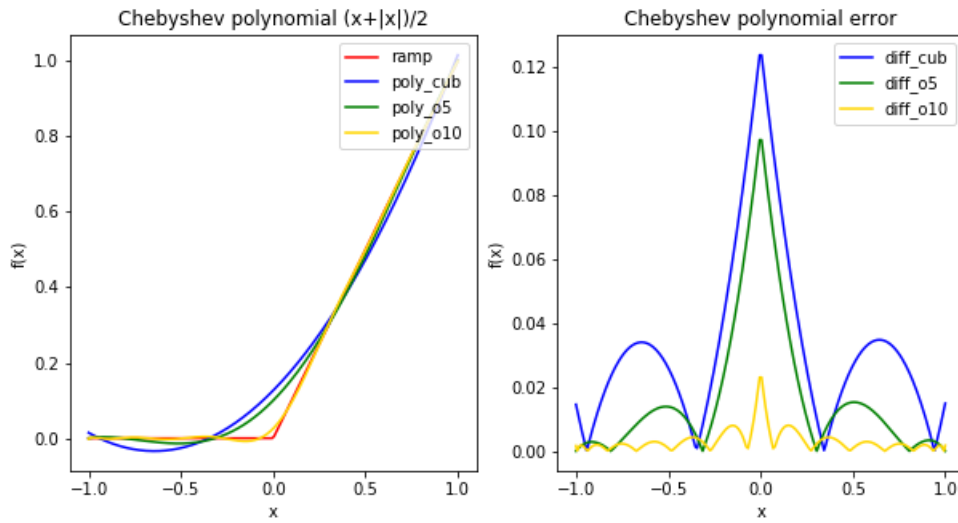 Chebyshev polynomial (x+|x|)/2
ramp
poly_cub
poly_o5
poly_o10
1.0
0.8
0.6
0.4
0.2
0.0
f(x)
−1.0 −0.5 0.0 0.5 1.0
x
Chebyshev polynomial error
diff_cub
diff_o5
diff_o10
0.12
0.10
0.08
0.06
0.04
0.02
0.00
f(x)
−1.0 −0.5 0.0 0.5 1.0
x